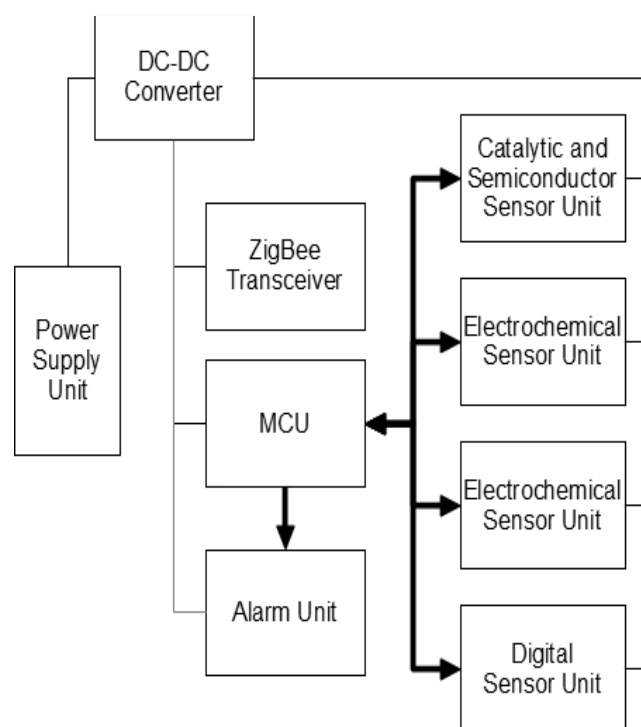 DC-DC
Converter
Catalytic and
Semiconductor
Sensor Unit
ZigBee
Transceiver
Power
Supply
Unit
Electrochemical
Sensor Unit
MCU
Electrochemical
Sensor Unit
Alarm Unit
Digital
Sensor Unit